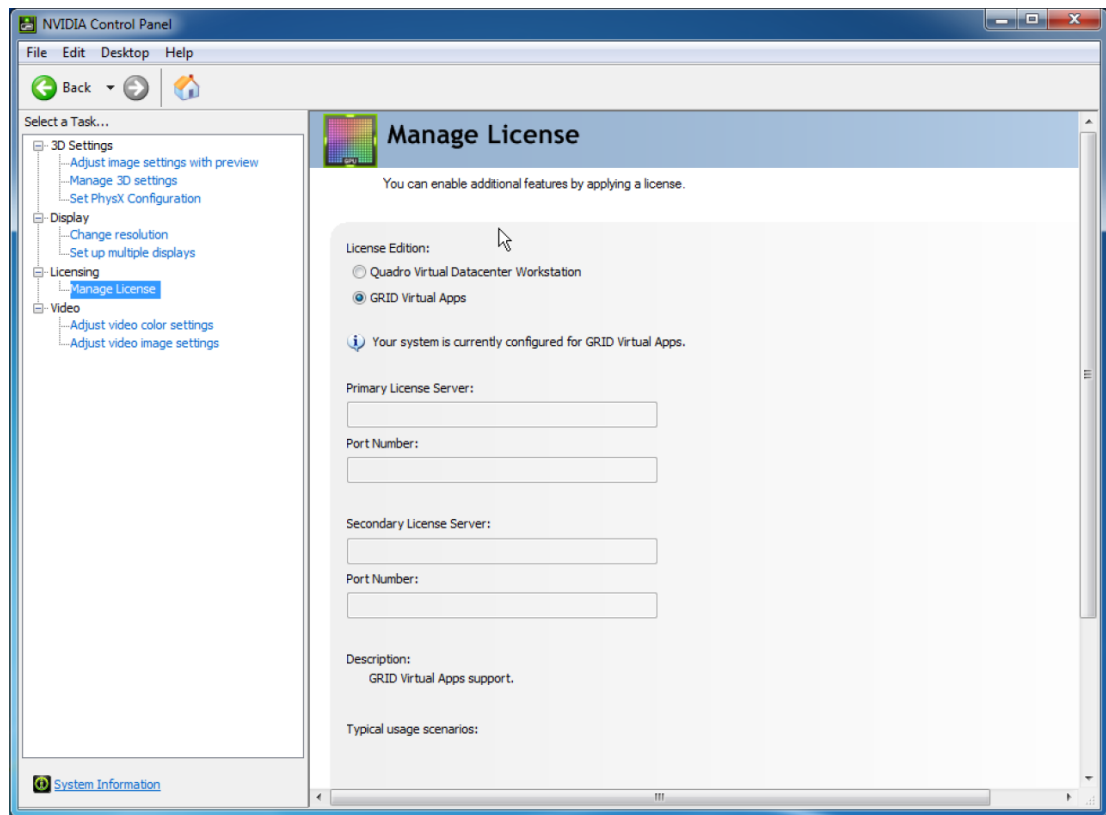 NVIDIA Control Panel
File Edit Desktop Help
Back
Select a Task...
3D Settings
Adjust image settings with preview
Manage 3D settings
Set PhysX Configuration
Display
Change resolution
Set up multiple displays
Licensing
Manage License
Video
Adjust video color settings
Adjust video image settings
System Information
GPU
Manage License
You can enable additional features by applying a license.
License Edition:
Quadro Virtual Datacenter Workstation
GRID Virtual Apps
Your system is currently configured for GRID Virtual Apps.
Primary License Server:
Port Number:
Secondary License Server:
Port Number:
Description:
GRID Virtual Apps support.
Typical usage scenarios: